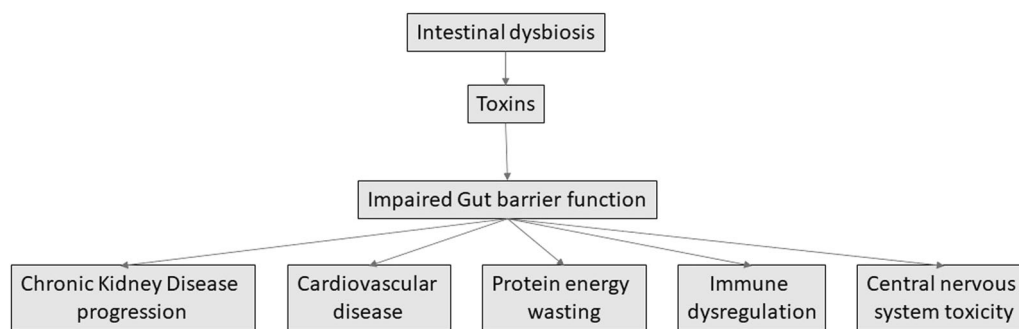 Intestinal dysbiosis
Toxins
Impaired Gut barrier function
Chronic Kidney Disease
progression
Cardiovascular
disease
Protein energy
wasting
Immune
dysregulation
Central nervous
system toxicity